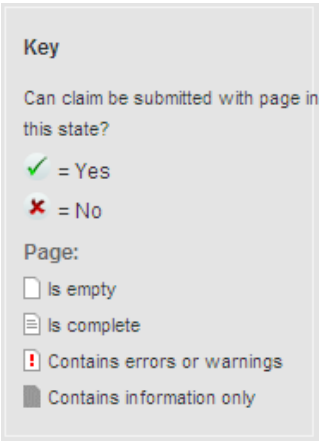 Key
Can claim be submitted with page in
this state?
= Yes
= No
Page:
Is empty
Is complete
Contains errors or warnings
Contains information only